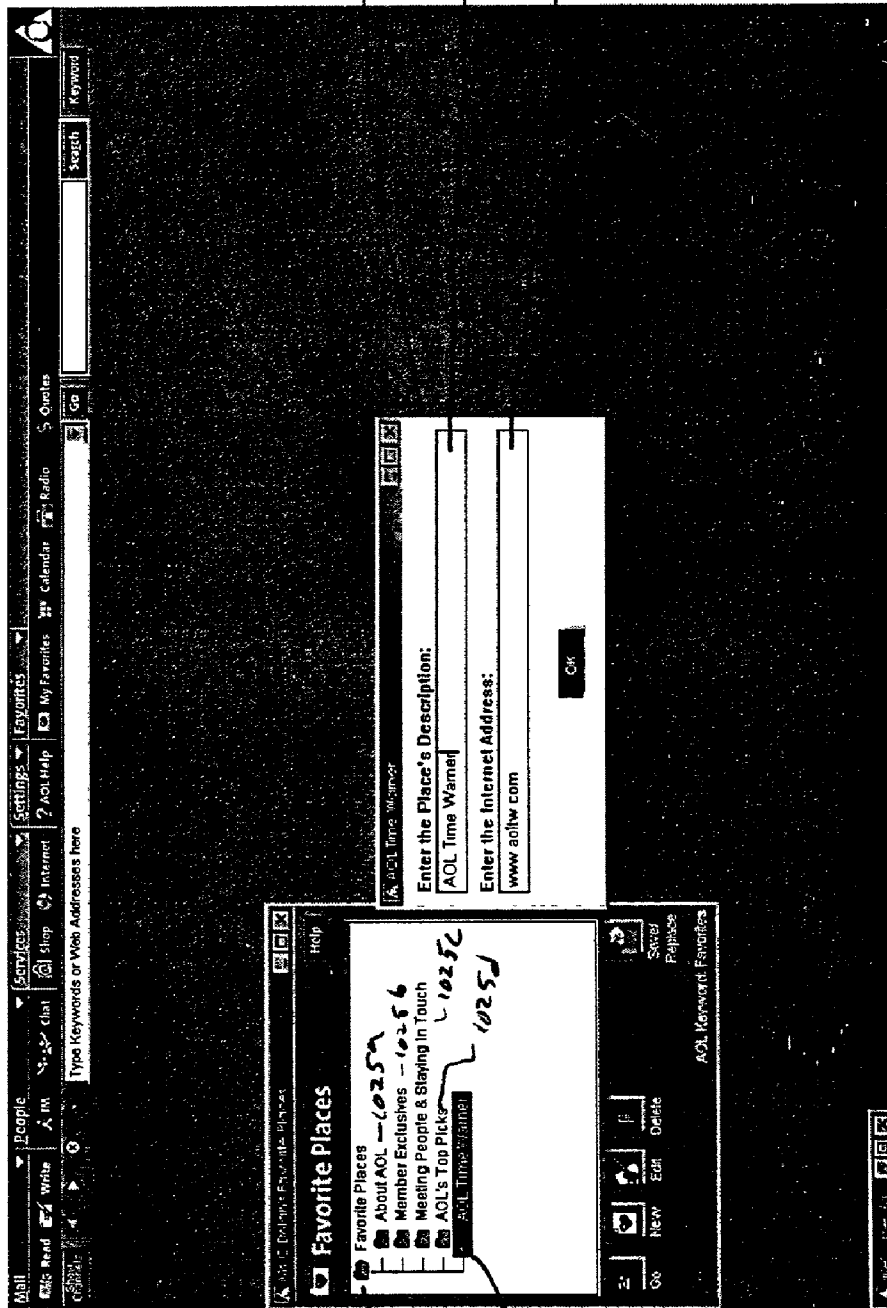 Mail People Services Settings Favorites
Read Write IM Chat Shop Internet ? AOL Help My Favorites Calendar Radio Quotes
Type Keywords or Web Addresses here Go Search Keyword
Favorite Places
Help
Favorite Places
About AOL - 1025a
Member Exclusives - 1025b
Meeting People & Staying In Touch
1025c
AOL's Top Picks
1025d
AOL Time Warner
Go New Edit Delete Save/ Replace
AOL Keyword: Favorites
AOL Time Warner
Enter the Place's Description:
AOL Time Warner
Enter the Internet Address:
www aoltw com
OK